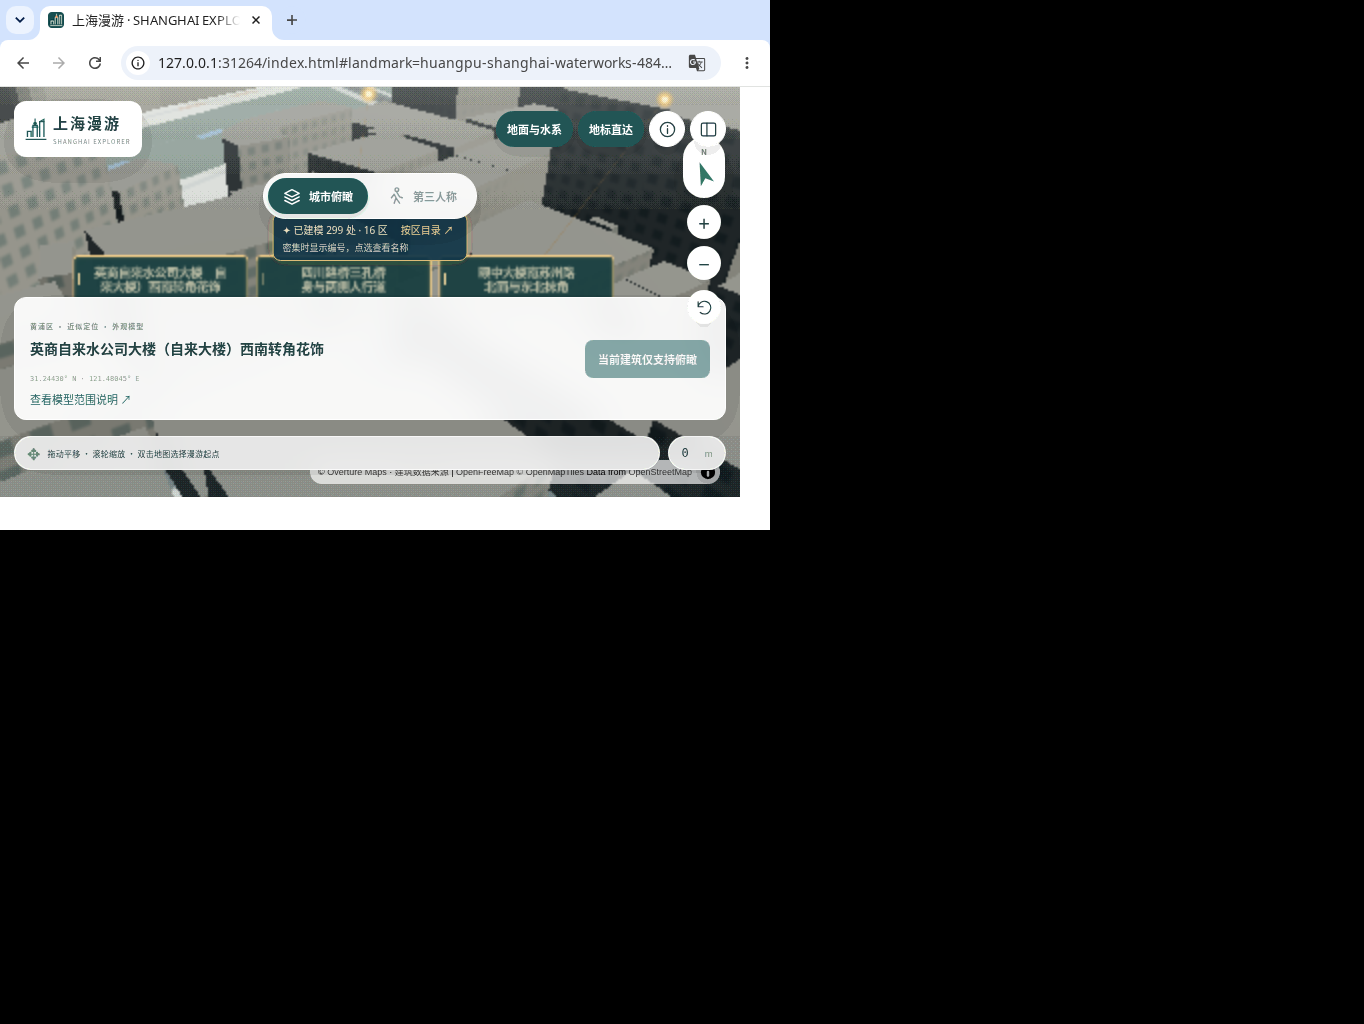 上海漫游 · SHANGHAI EXPLO
127.0.0.1:31264/index.html#landmark=huangpu-shanghai-waterworks-484...
上海漫游
SHANGHAI EXPLORER
地面与水系
地标直达
N
城市俯瞰
第三人称
✦ 已建模 299 处 · 16 区 按区目录 ↗
密集时显示编号，点选查看名称
英商自来水公司大楼（自
来大楼）西南转角花饰
四川路桥三孔桥
身与两侧人行道
黄浦区 · 近似定位 · 外观模型
英商自来水公司大楼（自来大楼）西南转角花饰
31.24430° N · 121.48045° E
查看模型范围说明 ↗
当前建筑仅支持俯瞰
拖动平移 · 滚轮缩放 · 双击地图选择漫游起点
0 m
© Overture Maps · 建筑数据来源 | OpenFreeMap © OpenMapTiles Data from OpenStreetMap